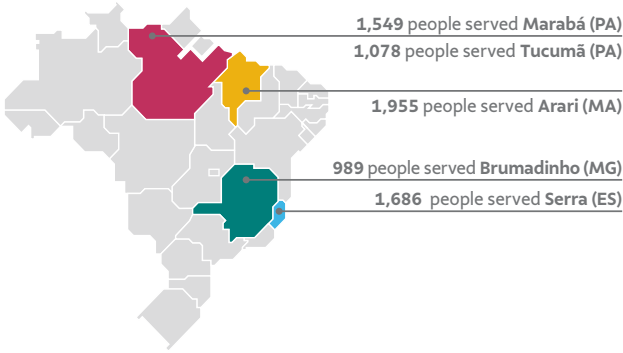 1,549 people served Marabá (PA)
1,078 people served Tucumã (PA)
1,955 people served Arari (MA)
989 people served Brumadinho (MG)
1,686 people served Serra (ES)